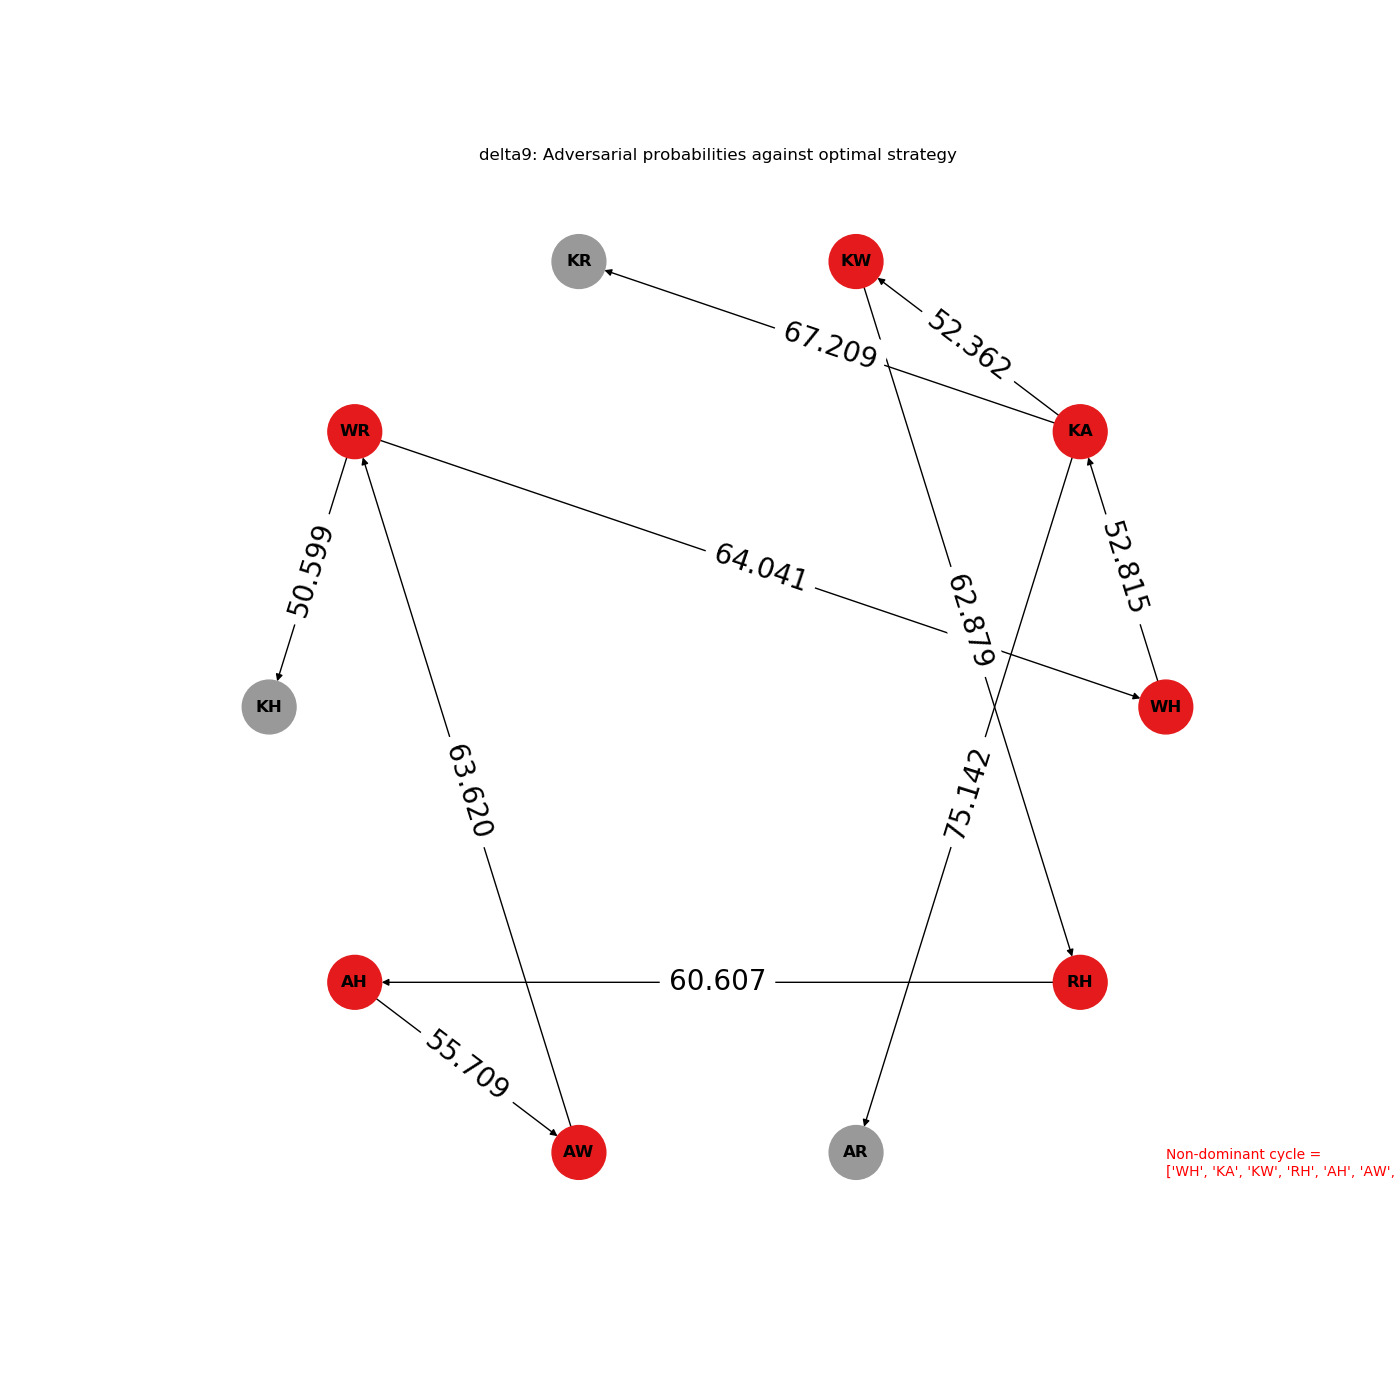 delta9: Adversarial probabilities against optimal strategy
KR
KW
52.362
67.209
WR
KA
50.599
64.041
52.815
62.879
KH
WH
63.620
75.142
AH
60.607
RH
55.709
AW
AR
Non-dominant cycle =
['WH', 'KA', 'KW', 'RH', 'AH', 'AW',